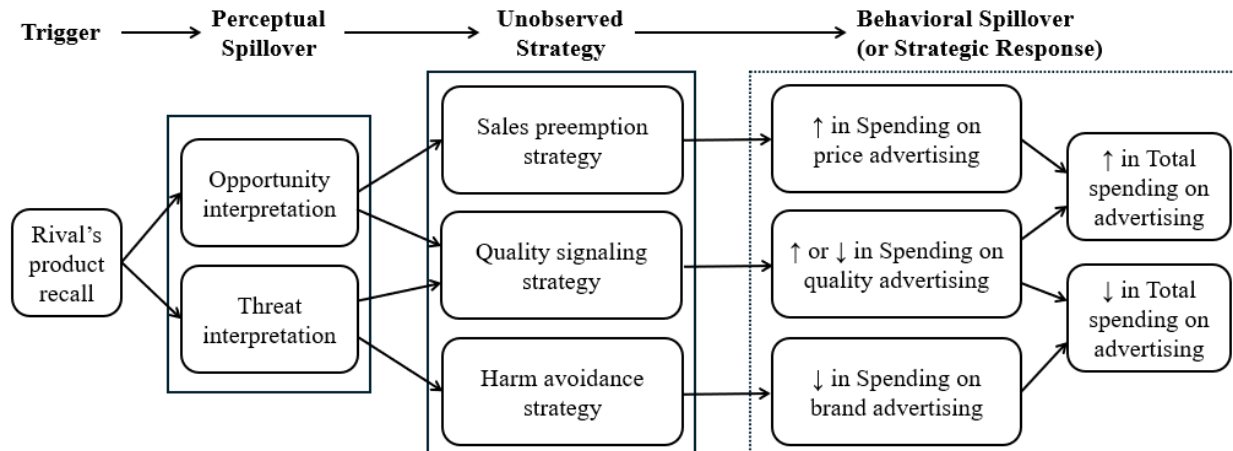 Trigger
Perceptual
Spillover
Unobserved
Strategy
Behavioral Spillover
(or Strategic Response)
Rival’s
product
recall
Opportunity
interpretation
Threat
interpretation
Sales preemption
strategy
Quality signaling
strategy
Harm avoidance
strategy
↑ in Spending on
price advertising
↑ or ↓ in Spending on
quality advertising
↓ in Spending on
brand advertising
↑ in Total
spending on
advertising
↓ in Total
spending on
advertising